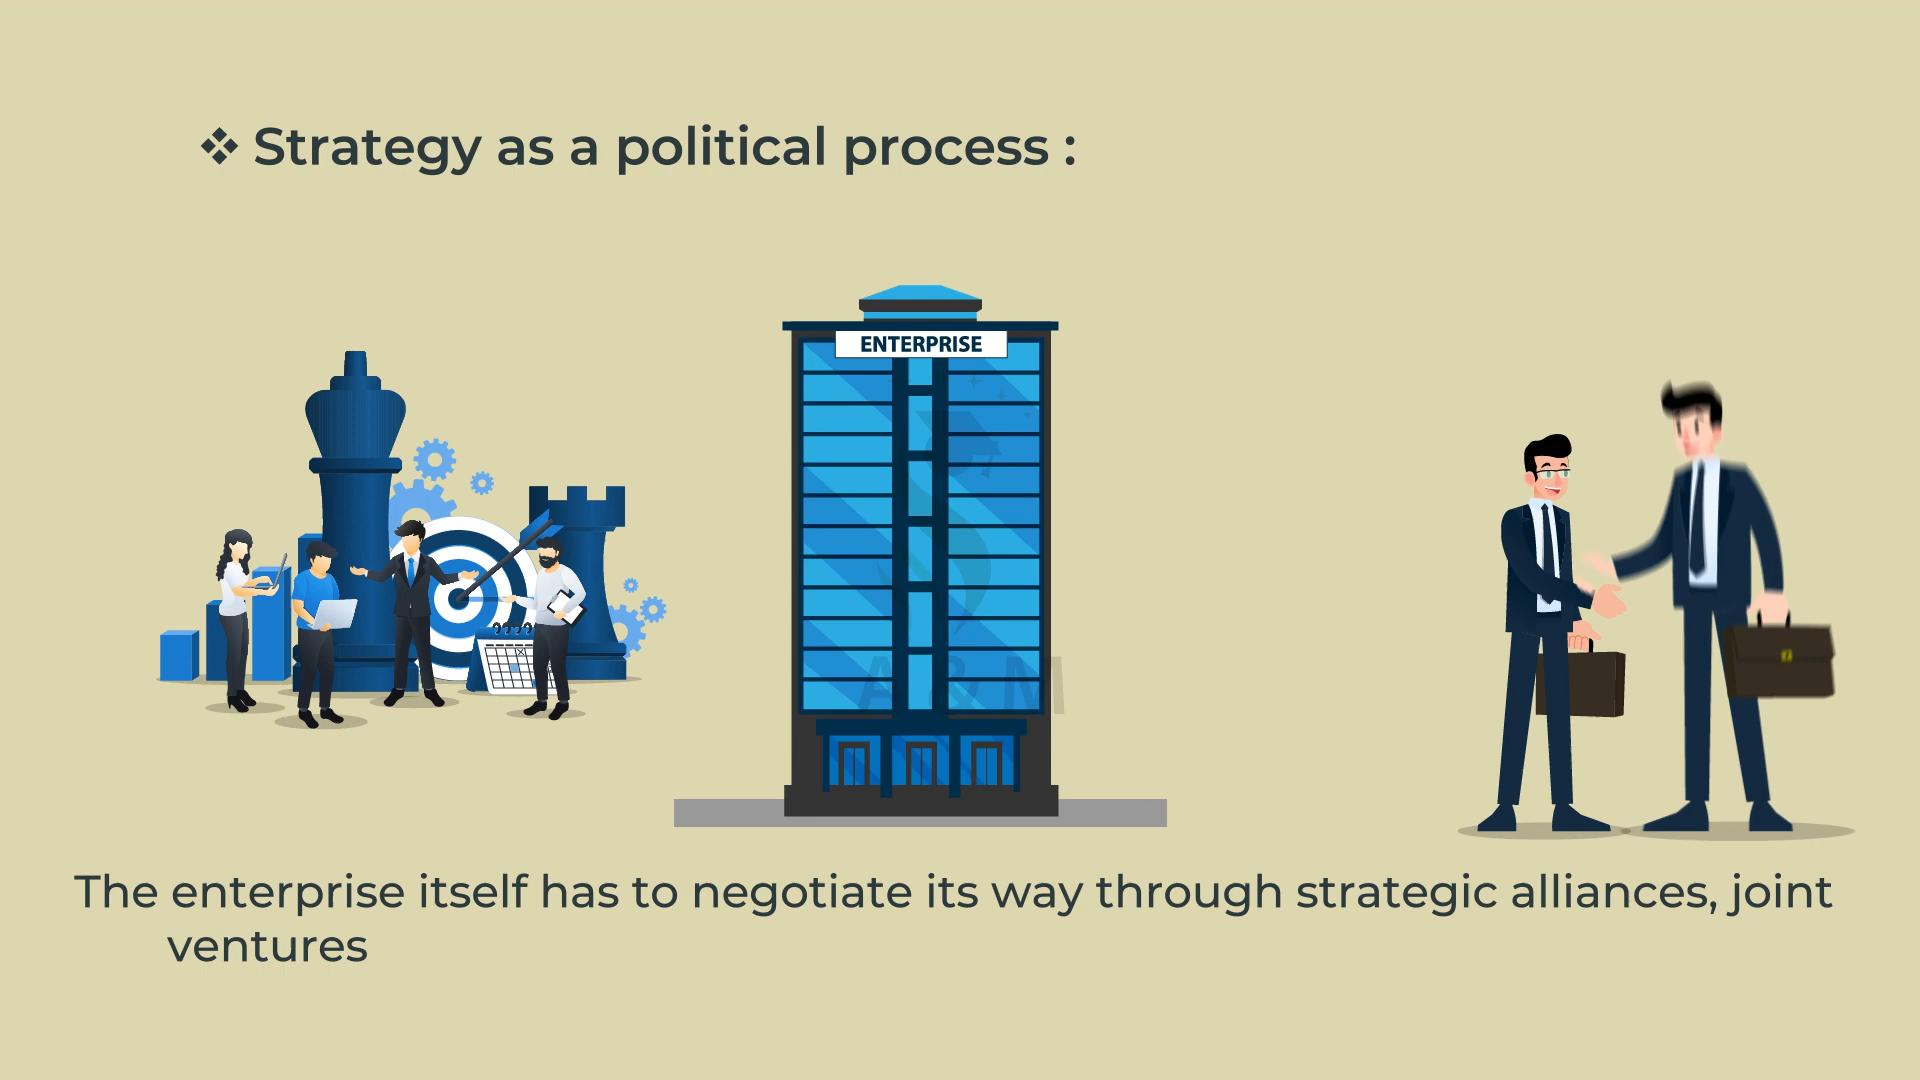 ❖ Strategy as a political process :
ENTERPRISE
A & M
The enterprise itself has to negotiate its way through strategic alliances, joint
ventures